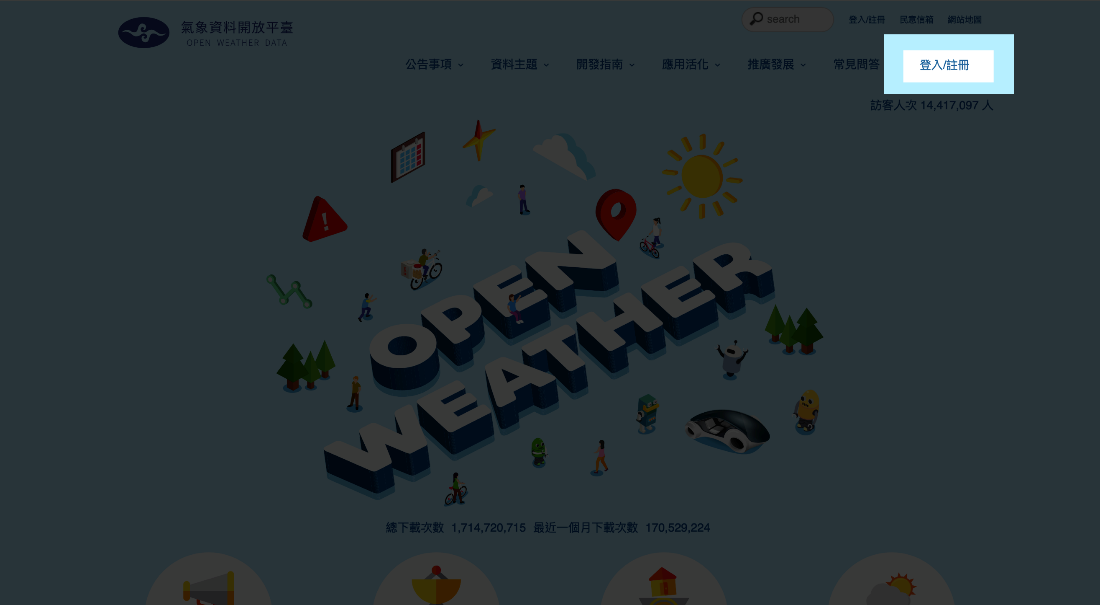 氣象資料開放平臺
OPEN WEATHER DATA
search
登入/註冊 民意信箱 網站地圖
公告事項 資料主題 開發指南 應用活化 推廣發展 常見問答 登入/註冊
訪客人次 14,417,097 人
OPEN
WEATHER
總下載次數 1,714,720,715 最近一個月下載次數 170,529,224